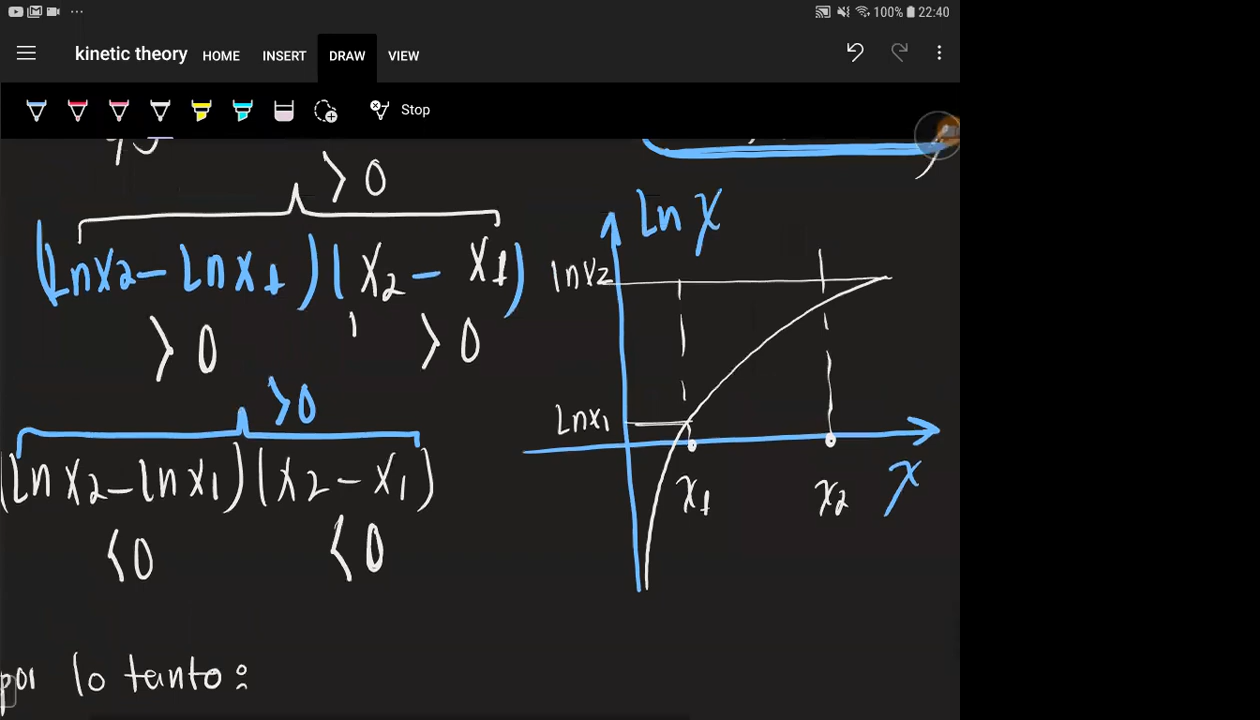 100% 22:40
kinetic theory HOME INSERT DRAW VIEW
Stop
> 0
(ln x2 – ln x1)(x2 – x1)
> 0 > 0
> 0
(ln x2 – ln x1)(x2 – x1)
< 0 < 0
por lo tanto:
ln x
ln x2
ln x1
x1 x2 x